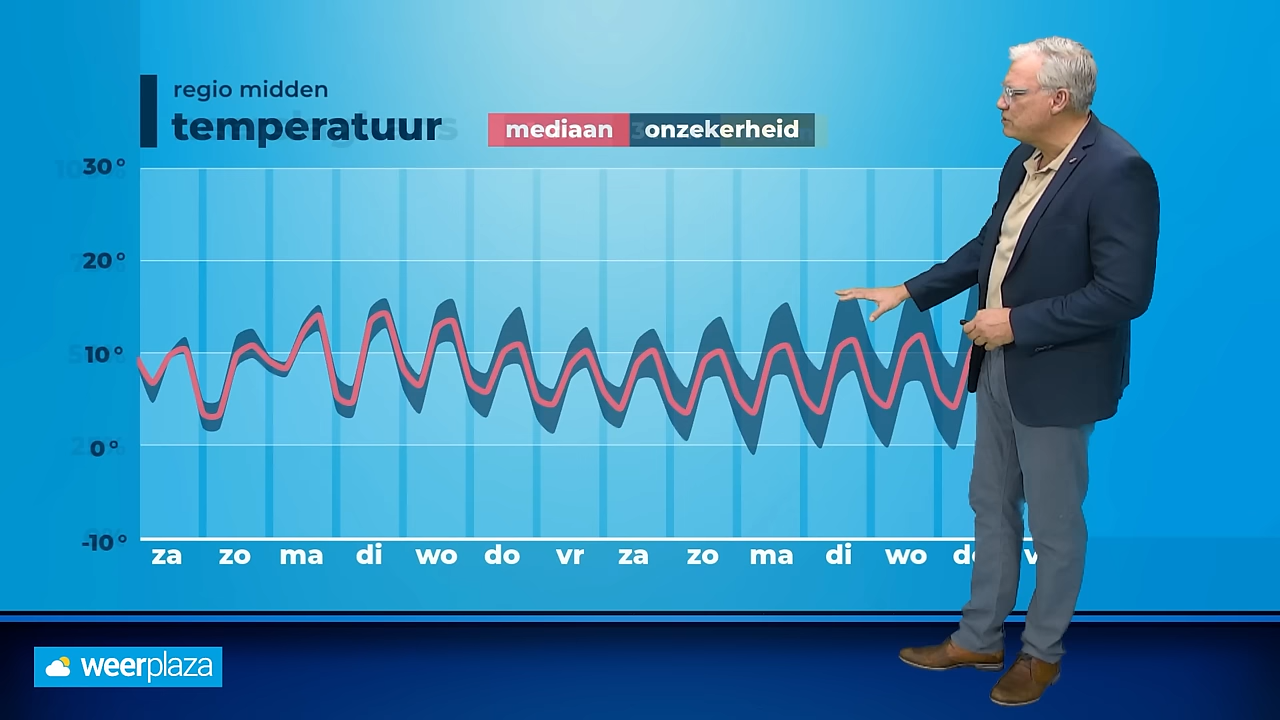 regio midden
temperatuur
mediaan onzekerheid
30°
20°
10°
0°
-10°
za zo ma di wo do vr za zo ma di wo d v
weerplaza